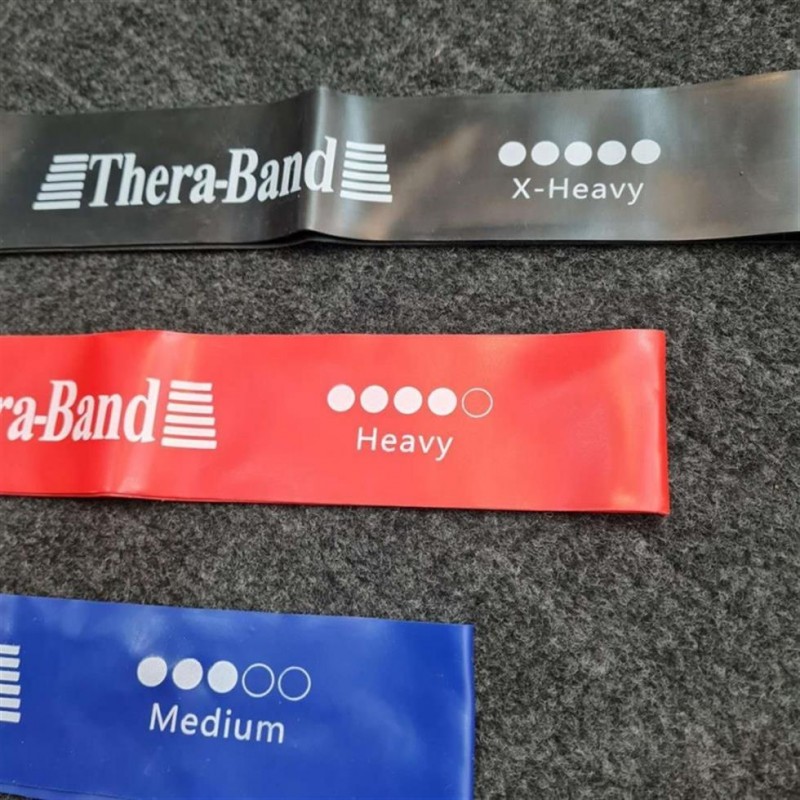 Thera-Band
X-Heavy
ra-Band
Heavy
Medium